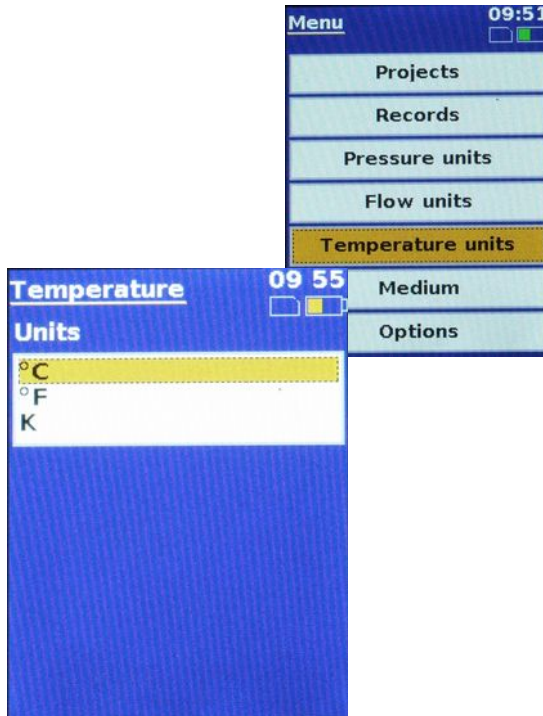 Menu
09:51
Projects
Records
Pressure units
Flow units
Temperature units
Medium
Options
Temperature
09 55
Units
°C
°F
K